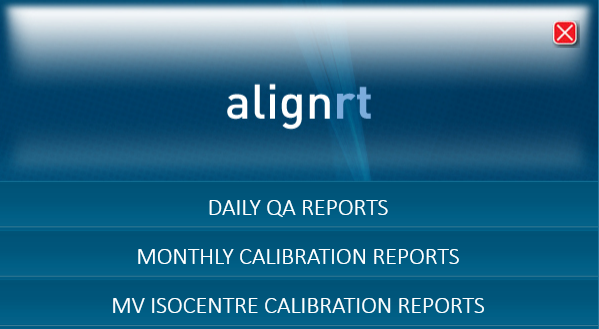 alignrt
DAILY QA REPORTS
MONTHLY CALIBRATION REPORTS
MV ISOCENTRE CALIBRATION REPORTS